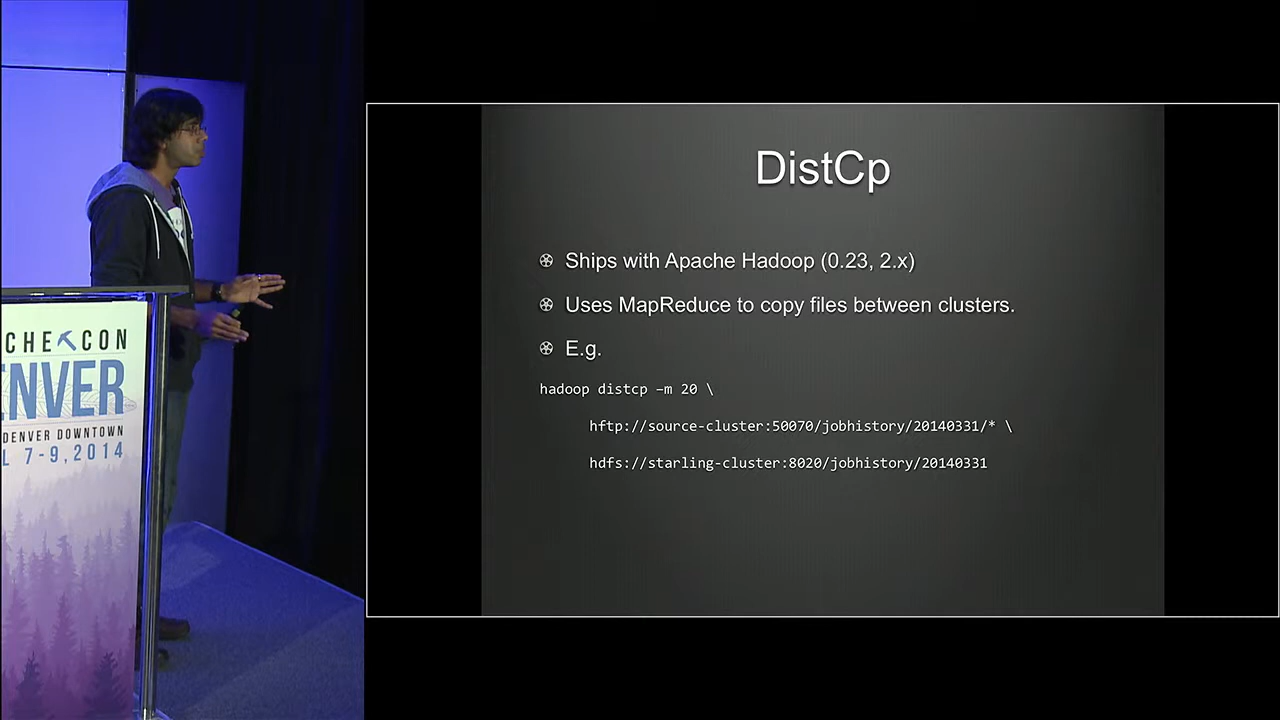 CHE CON
ENVER
DENVER DOWNTOWN
L 7-9, 2014
DistCp
Ships with Apache Hadoop (0.23, 2.x)
Uses MapReduce to copy files between clusters.
E.g.
hadoop distcp –m 20 \
hftp://source-cluster:50070/jobhistory/20140331/* \
hdfs://starling-cluster:8020/jobhistory/20140331